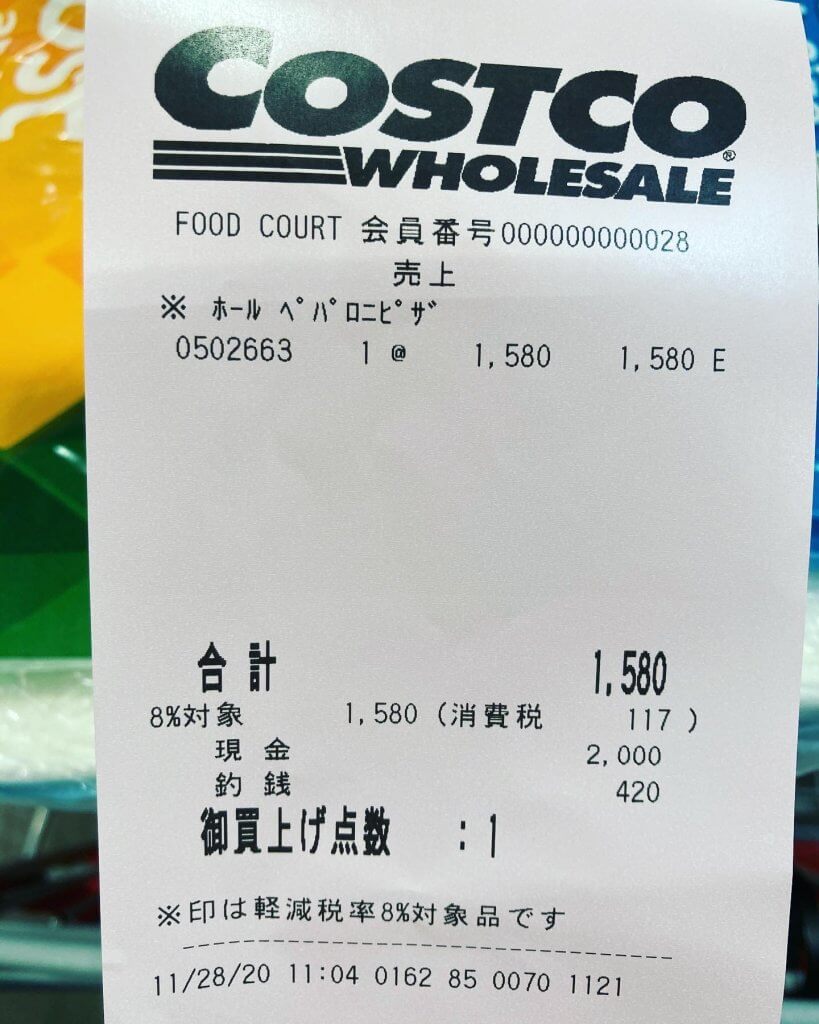 COSTCO
WHOLESALE
FOOD COURT 会員番号000000000028
売上
※ ﾎｰﾙ ﾍﾟﾊﾟﾛﾆﾋﾟｻﾞ
0502663 1 @ 1,580 1,580 E
合計 1,580
8%対象 1,580 (消費税 117 )
現金 2,000
釣銭 420
御買上げ点数 : 1
※印は軽減税率8%対象品です
11/28/20 11:04 0162 85 0070 1121